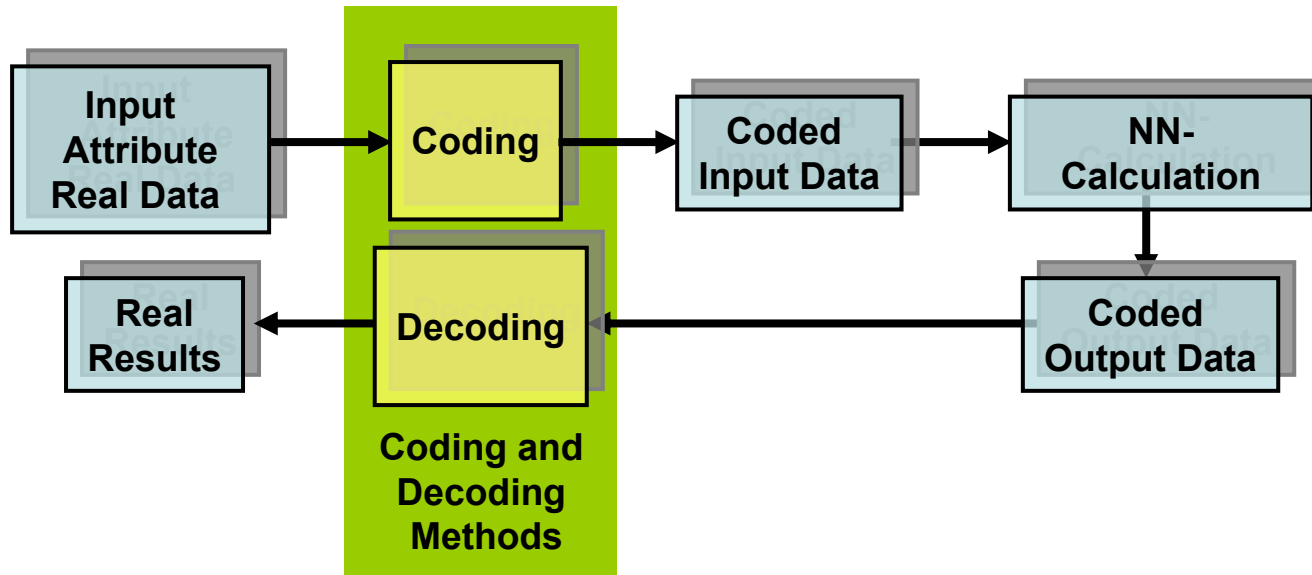 Input
Attribute
Real Data
Coding
Coded
Input Data
NN-
Calculation
Real
Results
Decoding
Coded
Output Data
Coding and
Decoding
Methods